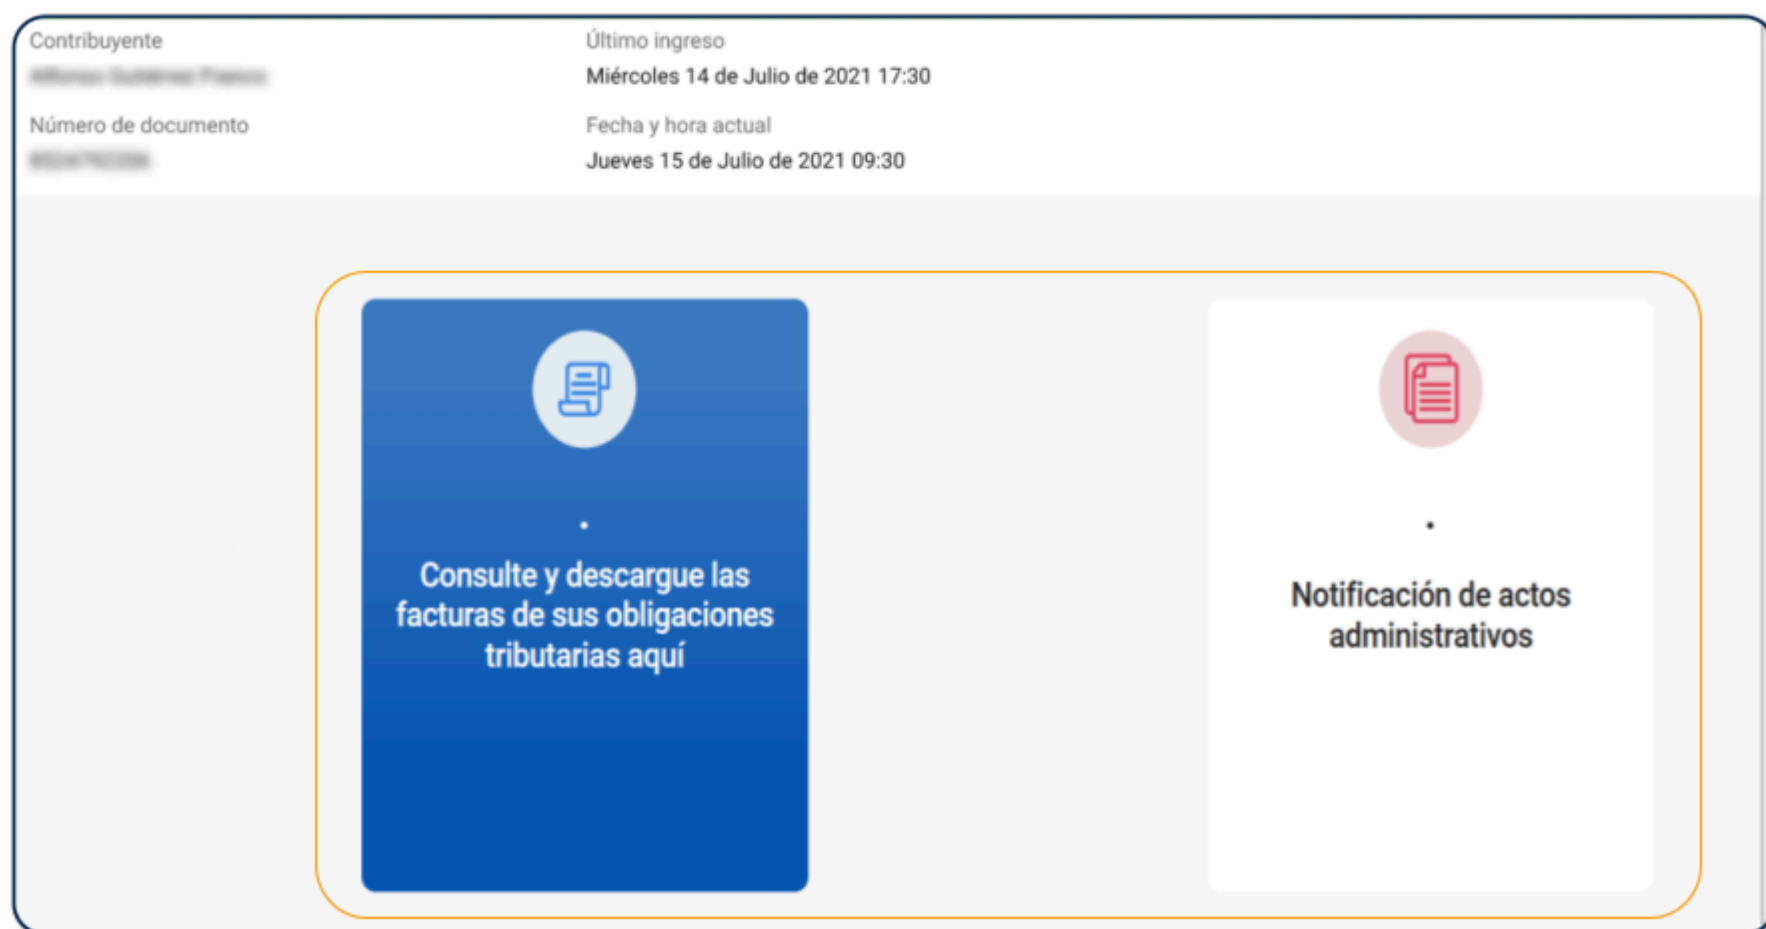 Contribuyente
Último ingreso
Miércoles 14 de Julio de 2021 17:30
Número de documento
Fecha y hora actual
Jueves 15 de Julio de 2021 09:30
Consulte y descargue las
facturas de sus obligaciones
tributarias aquí
Notificación de actos
administrativos